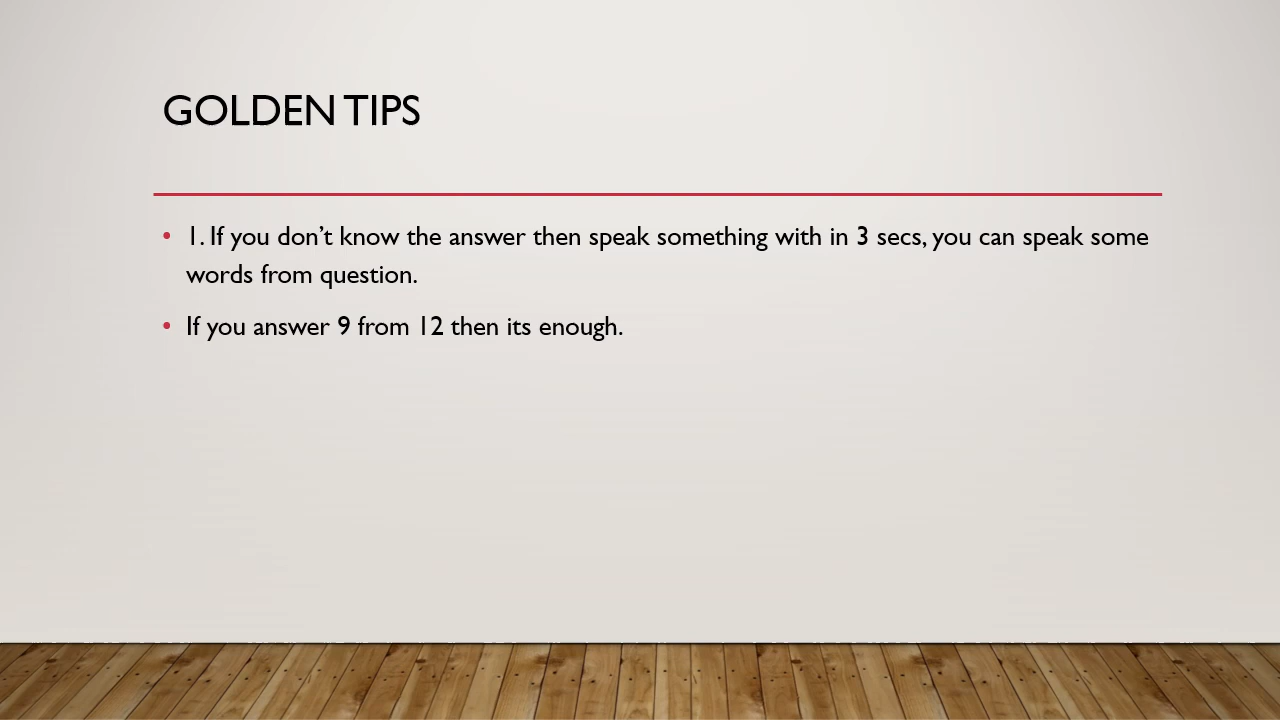 GOLDEN TIPS
• 1. If you don’t know the answer then speak something with in 3 secs, you can speak some
words from question.
• If you answer 9 from 12 then its enough.